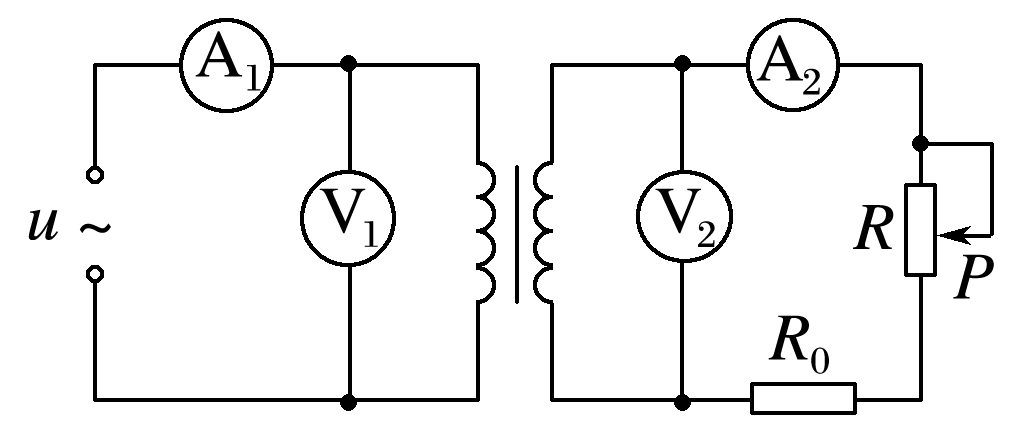 A₁
A₂
u ~
V₁
V₂
R
P
R₀